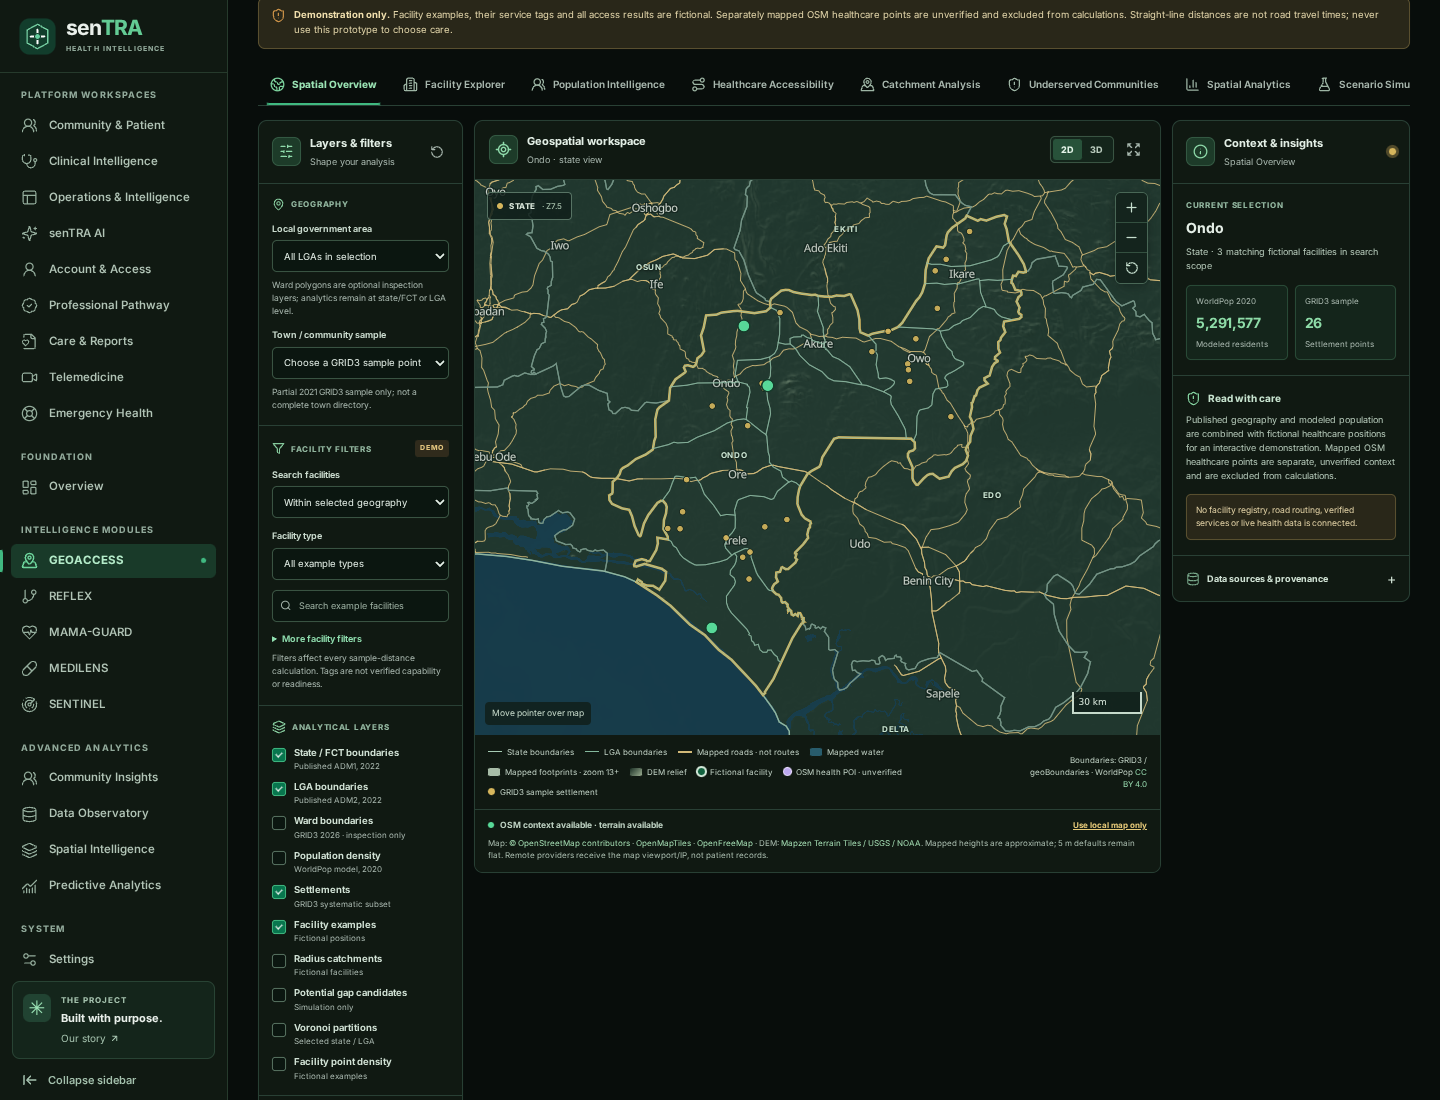 senTRA
HEALTH INTELLIGENCE
PLATFORM WORKSPACES
Community & Patient
Clinical Intelligence
Operations & Intelligence
senTRA AI
Account & Access
Professional Pathway
Care & Reports
Telemedicine
Emergency Health
FOUNDATION
Overview
INTELLIGENCE MODULES
GEOACCESS
REFLEX
MAMA-GUARD
MEDILENS
SENTINEL
ADVANCED ANALYTICS
Community Insights
Data Observatory
Spatial Intelligence
Predictive Analytics
SYSTEM
Settings
THE PROJECT
Built with purpose.
Our story ↗
Collapse sidebar
Demonstration only. Facility examples, their service tags and all access results are fictional. Separately mapped OSM healthcare points are unverified and excluded from calculations. Straight-line distances are not road travel times; never
use this prototype to choose care.
Spatial Overview
Facility Explorer
Population Intelligence
Healthcare Accessibility
Catchment Analysis
Underserved Communities
Spatial Analytics
Scenario Simu
Layers & filters
Shape your analysis
GEOGRAPHY
Local government area
All LGAs in selection
Ward polygons are optional inspection
layers; analytics remain at state/FCT or LGA
level.
Town / community sample
Choose a GRID3 sample point
Partial 2021 GRID3 sample only; not a
complete town directory.
FACILITY FILTERS
DEMO
Search facilities
Within selected geography
Facility type
All example types
Search example facilities
More facility filters
Filters affect every sample-distance
calculation. Tags are not verified capability
or readiness.
ANALYTICAL LAYERS
State / FCT boundaries
Published ADM1, 2022
LGA boundaries
Published ADM2, 2022
Ward boundaries
GRID3 2026 · inspection only
Population density
WorldPop model, 2020
Settlements
GRID3 systematic subset
Facility examples
Fictional positions
Radius catchments
Fictional facilities
Potential gap candidates
Simulation only
Voronoi partitions
Selected state / LGA
Facility point density
Fictional examples
Geospatial workspace
Ondo · state view
2D
3D
STATE · Z7.5
Oshogbo
EKITI
Iwo
Ado Ekiti
OSUN
Ife
Ikare
Akure
Owo
Ondo
ONDO
Ore
EDO
Udo
Benin City
Sapele
DELTA
30 km
Move pointer over map
State boundaries
LGA boundaries
Mapped roads · not routes
Mapped water
Mapped footprints · zoom 13+
DEM relief
Fictional facility
OSM health POI · unverified
GRID3 sample settlement
Boundaries: GRID3 /
geoBoundaries · WorldPop CC
BY 4.0
OSM context available · terrain available
Use local map only
Map: © OpenStreetMap contributors · OpenMapTiles · OpenFreeMap · DEM: Mapzen Terrain Tiles / USGS / NOAA. Mapped heights are approximate; 5 m defaults remain
flat. Remote providers receive the map viewport/IP, not patient records.
Context & insights
Spatial Overview
CURRENT SELECTION
Ondo
State · 3 matching fictional facilities in search
scope
WorldPop 2020
5,291,577
Modeled residents
GRID3 sample
26
Settlement points
Read with care
Published geography and modeled population
are combined with fictional healthcare positions
for an interactive demonstration. Mapped OSM
healthcare points are separate, unverified context
and are excluded from calculations.
No facility registry, road routing, verified
services or live health data is connected.
Data sources & provenance
+